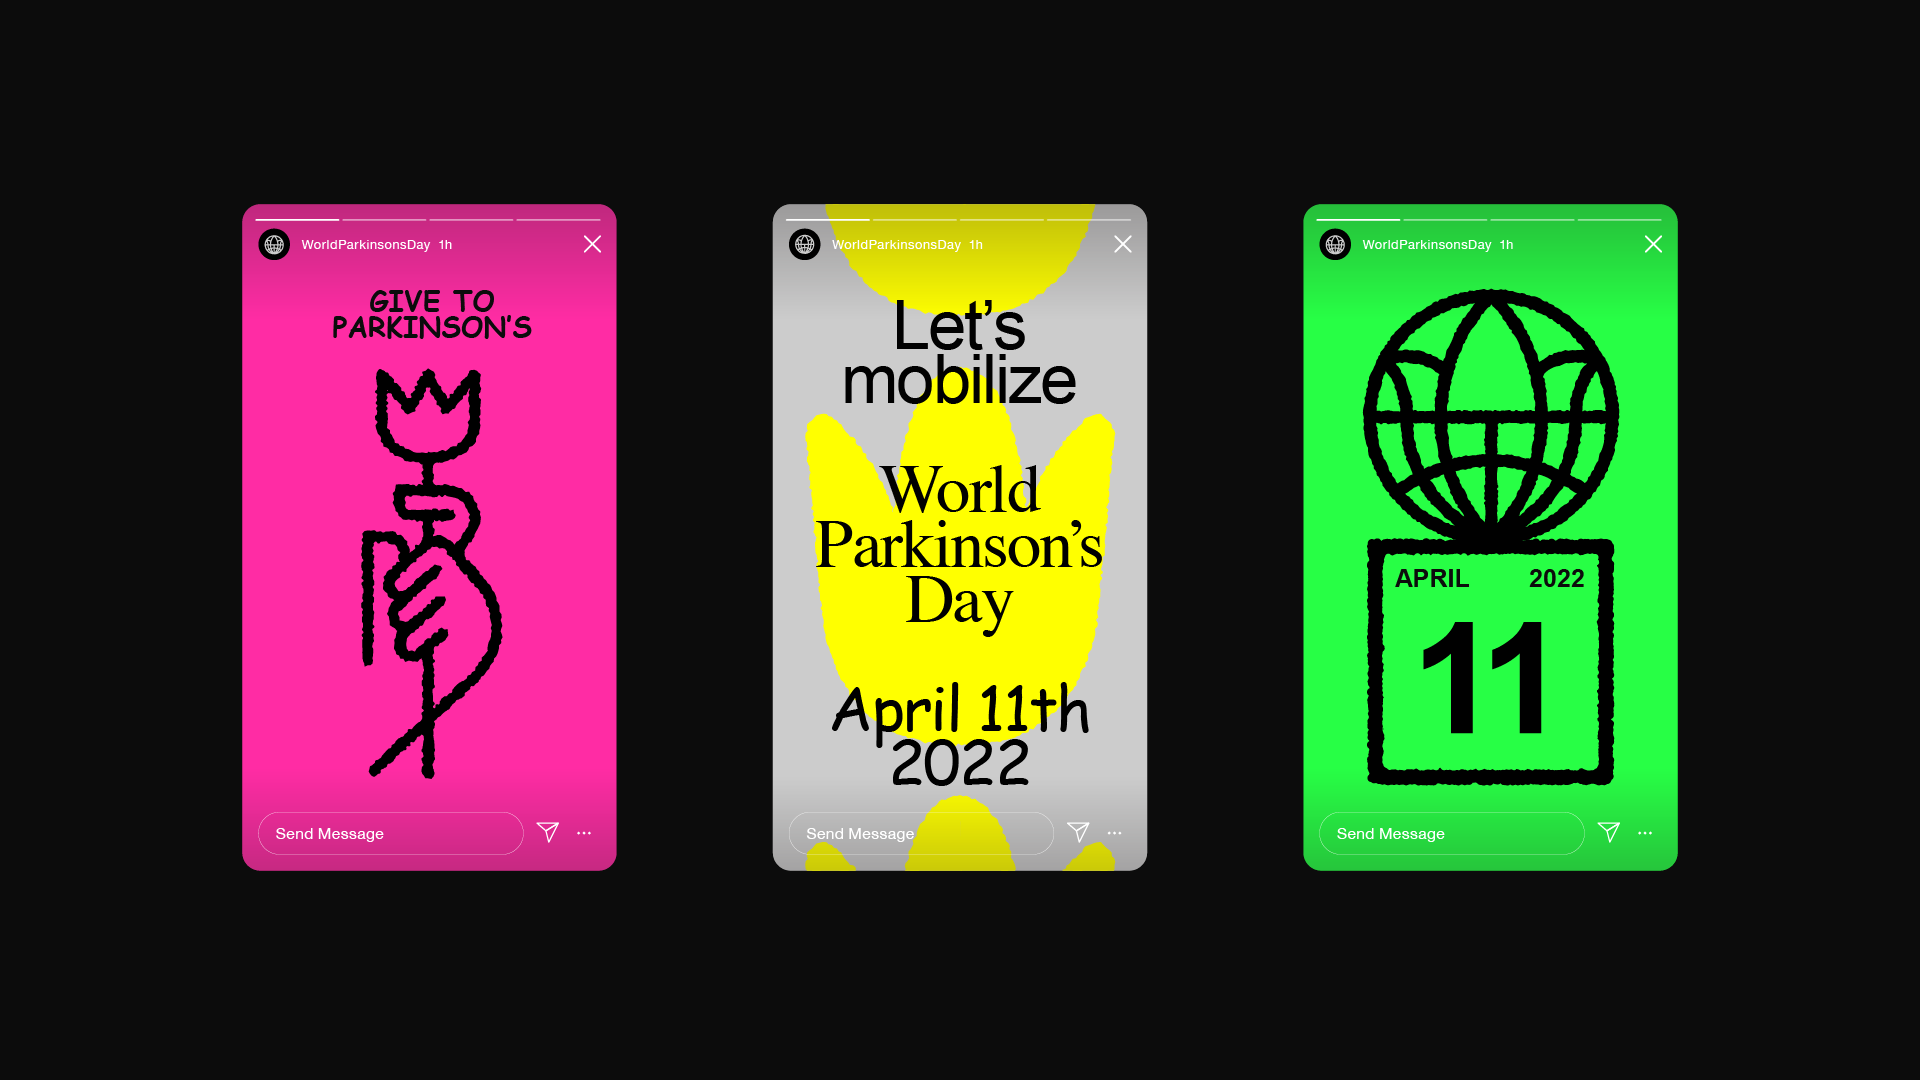 WorldParkinsonsDay 1h
GIVE TO
PARKINSON'S
Send Message
WorldParkinsonsDay 1h
Let's
mobilize
World
Parkinson's
Day
April 11th
2022
Send Message
WorldParkinsonsDay 1h
APRIL 2022
11
Send Message